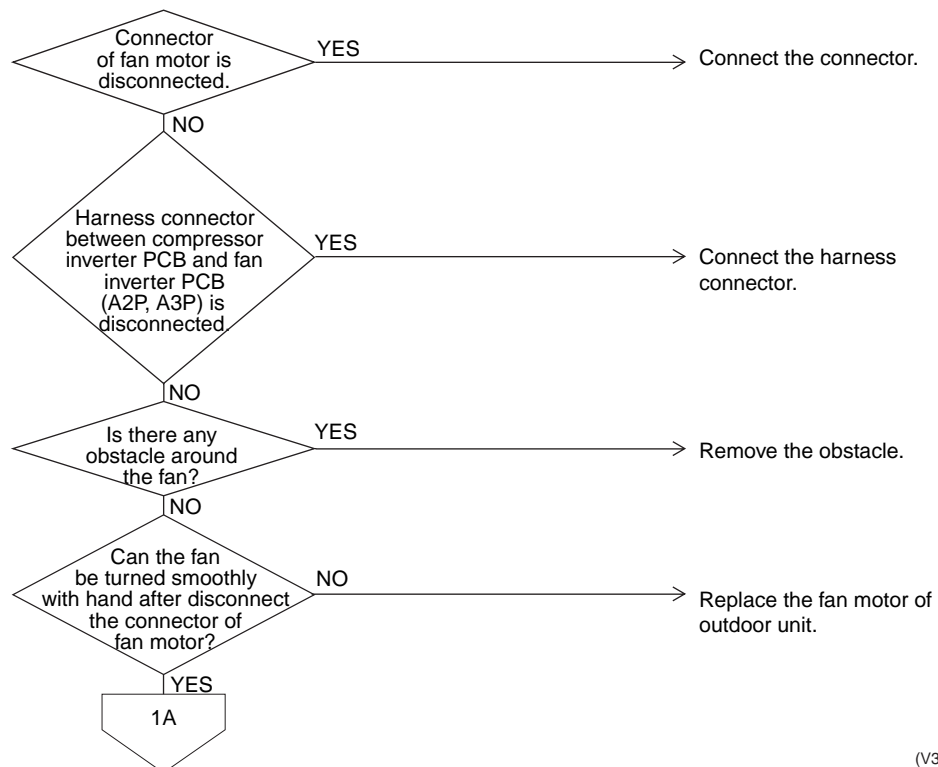 Connector
of fan motor is
disconnected.
YES
Connect the connector.
NO
Harness connector
between compressor
inverter PCB and fan
inverter PCB
(A2P, A3P) is
disconnected.
YES
Connect the harness
connector.
NO
Is there any
obstacle around
the fan?
YES
Remove the obstacle.
NO
Can the fan
be turned smoothly
with hand after disconnect
the connector of
fan motor?
NO
Replace the fan motor of
outdoor unit.
YES
1A
(V3